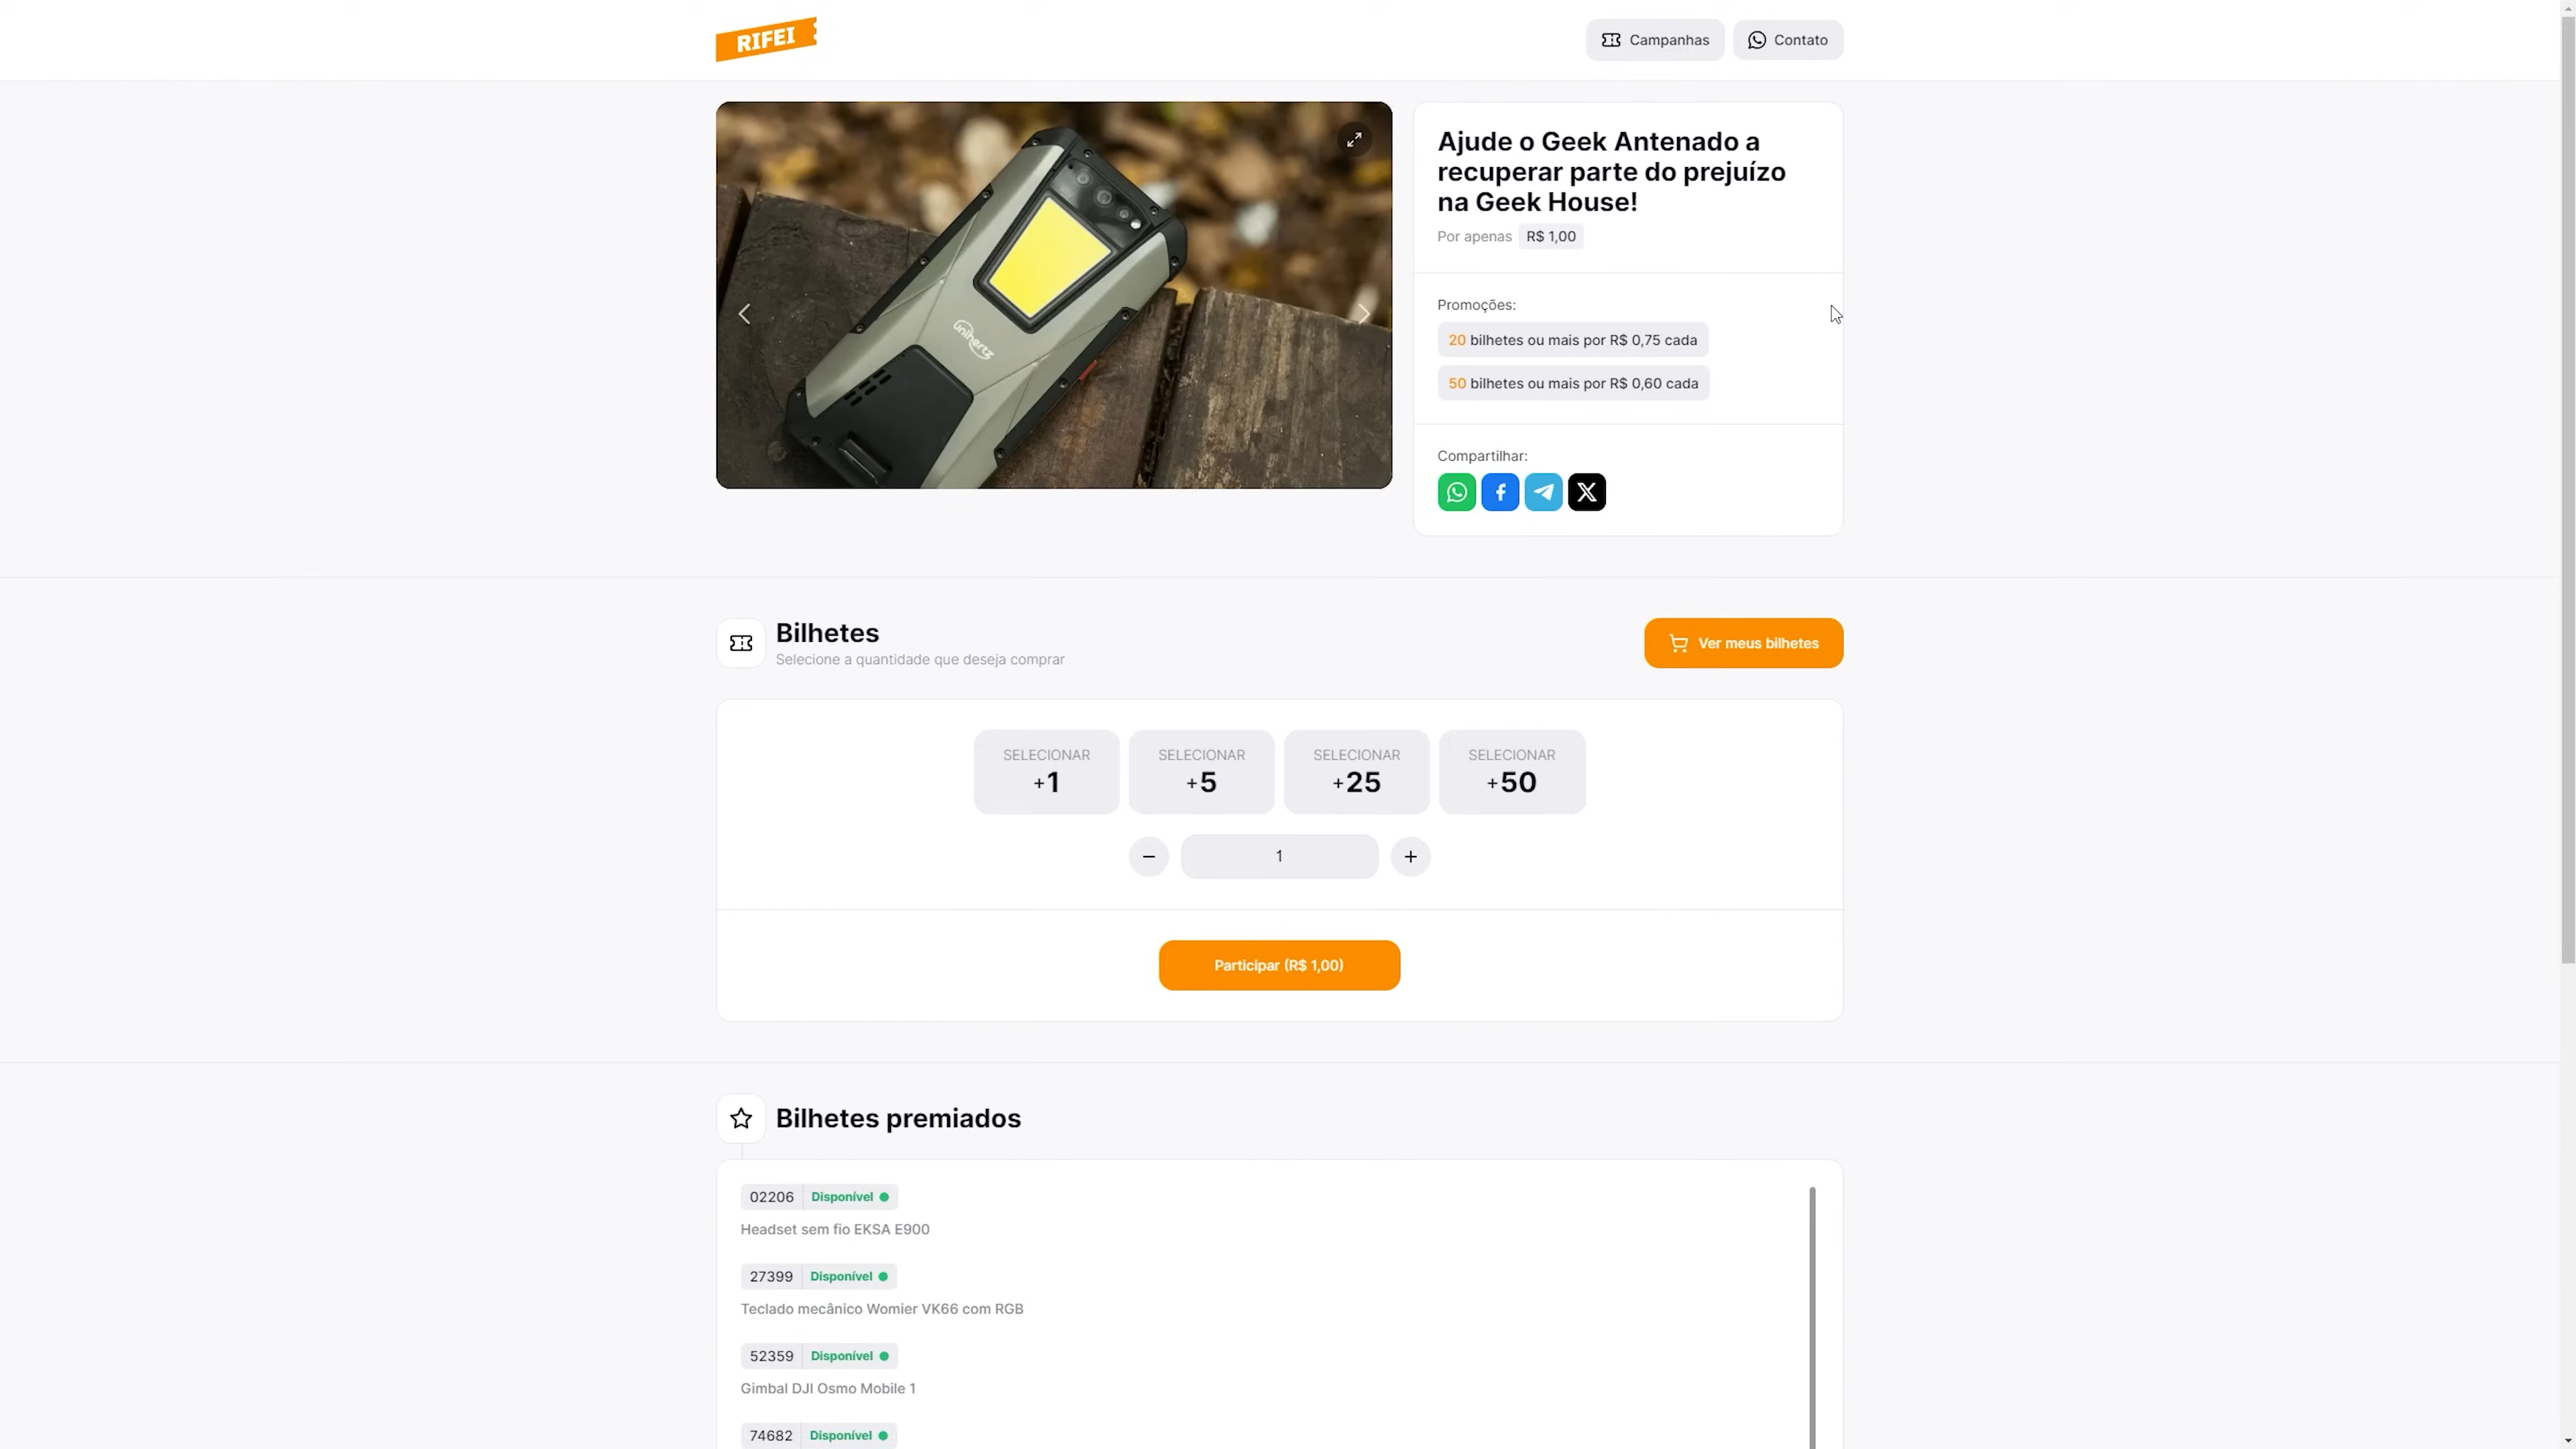 RIFEI
Campanhas
Contato
unihertz
Ajude o Geek Antenado a
recuperar parte do prejuízo
na Geek House!
Por apenas R$ 1,00
Promoções:
20 bilhetes ou mais por R$ 0,75 cada
50 bilhetes ou mais por R$ 0,60 cada
Compartilhar:
Bilhetes
Selecione a quantidade que deseja comprar
Ver meus bilhetes
SELECIONAR
+1
SELECIONAR
+5
SELECIONAR
+25
SELECIONAR
+50
1
Participar (R$ 1,00)
Bilhetes premiados
02206 Disponível
Headset sem fio EKSA E900
27399 Disponível
Teclado mecânico Womier VK66 com RGB
52359 Disponível
Gimbal DJI Osmo Mobile 1
74682 Disponível